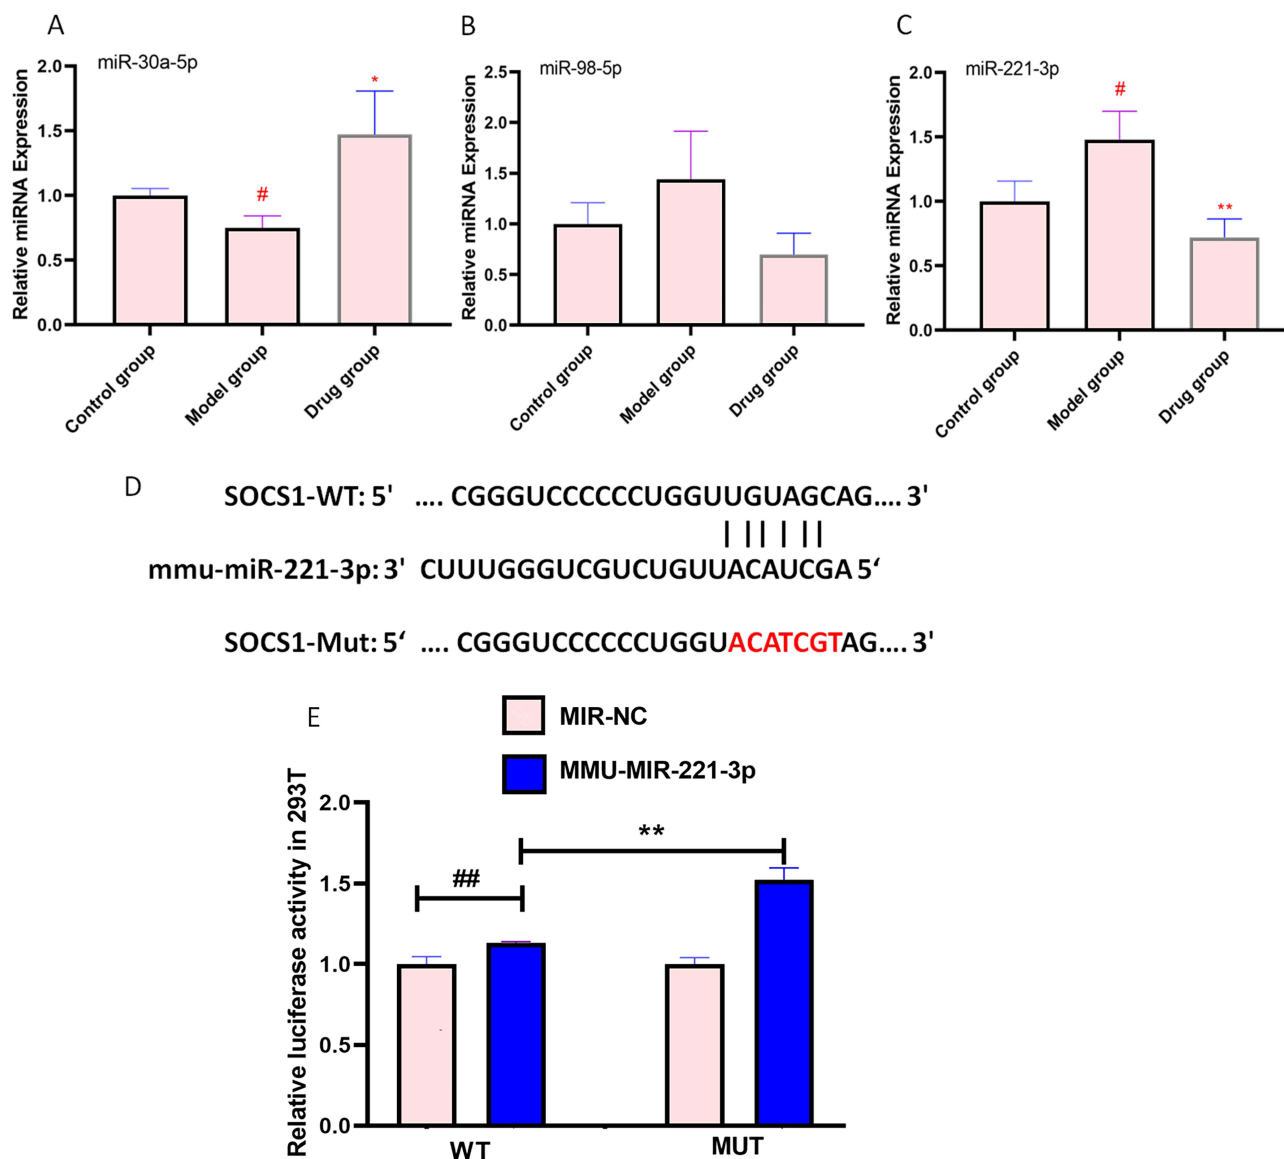 A
miR-30a-5p
Relative miRNA Expression
2.0
1.5
1.0
0.5
0.0
#
*
Control group
Model group
Drug group
B
miR-98-5p
Relative miRNA Expression
2.5
2.0
1.5
1.0
0.5
0.0
Control group
Model group
Drug group
C
miR-221-3p
Relative miRNA Expression
2.0
1.5
1.0
0.5
0.0
#
**
Control group
Model group
Drug group
D
SOCS1-WT: 5' .... CGGGUCCCCCCUGGUUGUAGCAG.... 3'
mmu-miR-221-3p: 3' CUUUGGGUCGUCUGUUACAUCGA 5‘
SOCS1-Mut: 5‘ .... CGGGUCCCCCCUGGUACATCGTAG.... 3'
E
MIR-NC
MMU-MIR-221-3p
Relative luciferase activity in 293T
2.0
1.5
1.0
0.5
0.0
##
**
WT
MUT